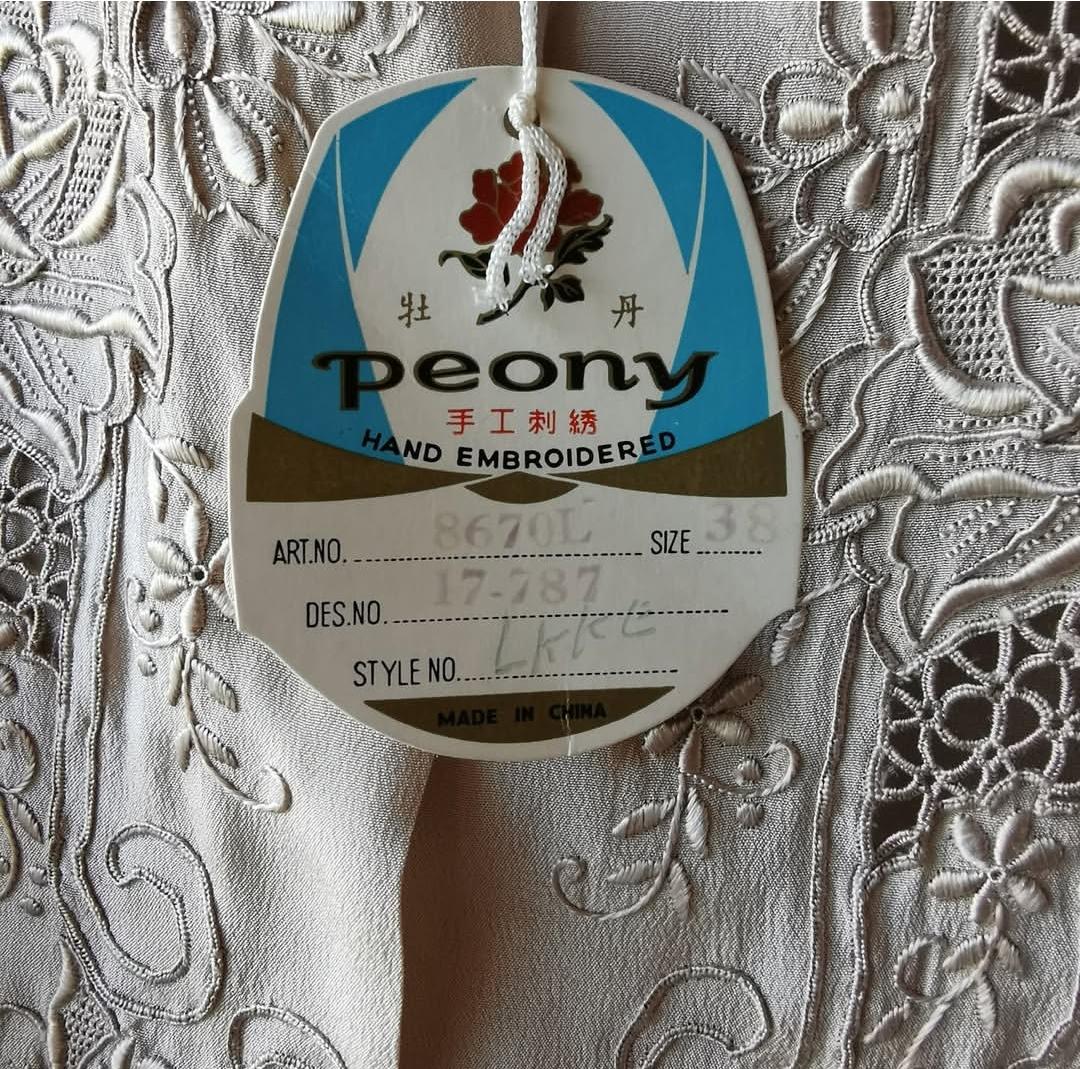 牡丹
peony
手工刺綉
HAND EMBROIDERED
ART.NO. 8670L SIZE 38
DES.NO. 17-787
STYLE NO.
MADE IN CHINA